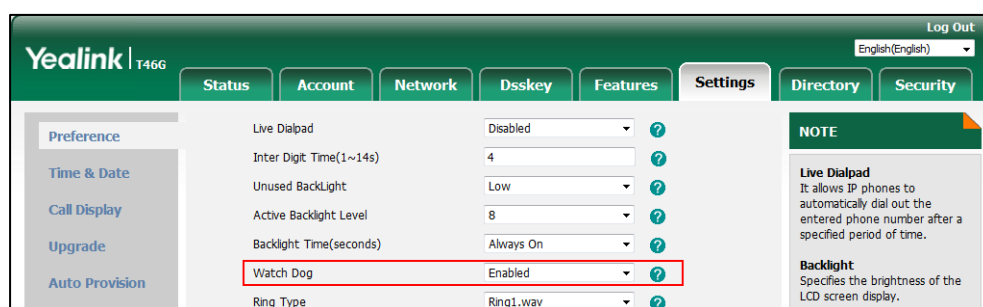 Log Out
Yealink T46G
English(English)
Status Account Network Dsskey Features Settings Directory Security
Preference
Time & Date
Call Display
Upgrade
Auto Provision
Live Dialpad Disabled
Inter Digit Time(1~14s) 4
Unused BackLight Low
Active Backlight Level 8
Backlight Time(seconds) Always On
Watch Dog Enabled
Ring Type Ring1.wav
NOTE
Live Dialpad
It allows IP phones to
automatically dial out the
entered phone number after a
specified period of time.
Backlight
Specifies the brightness of the
LCD screen display.